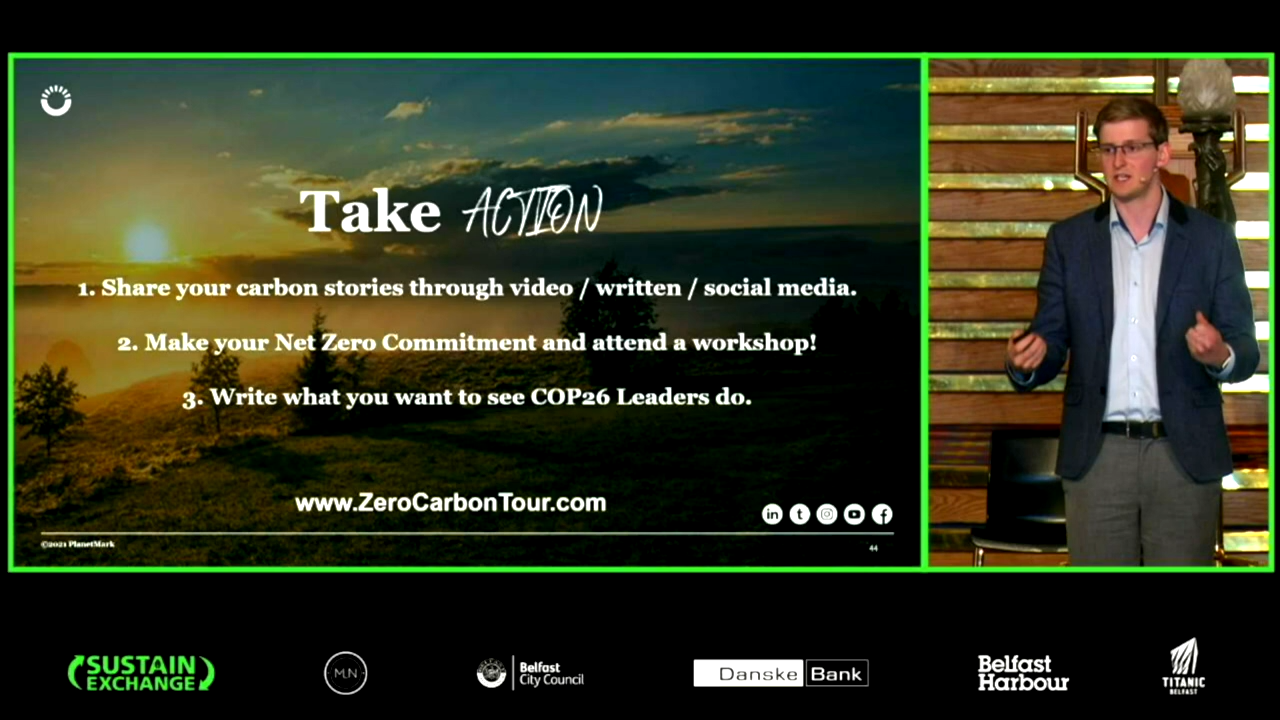 Take ACTION
1. Share your carbon stories through video / written / social media.
2. Make your Net Zero Commitment and attend a workshop!
3. Write what you want to see COP26 Leaders do.
www.ZeroCarbonTour.com
in t f
©2021 PlanetMark
44
SUSTAIN
EXCHANGE
M.N
Belfast
City Council
Danske Bank
Belfast
Harbour
TITANIC
BELFAST